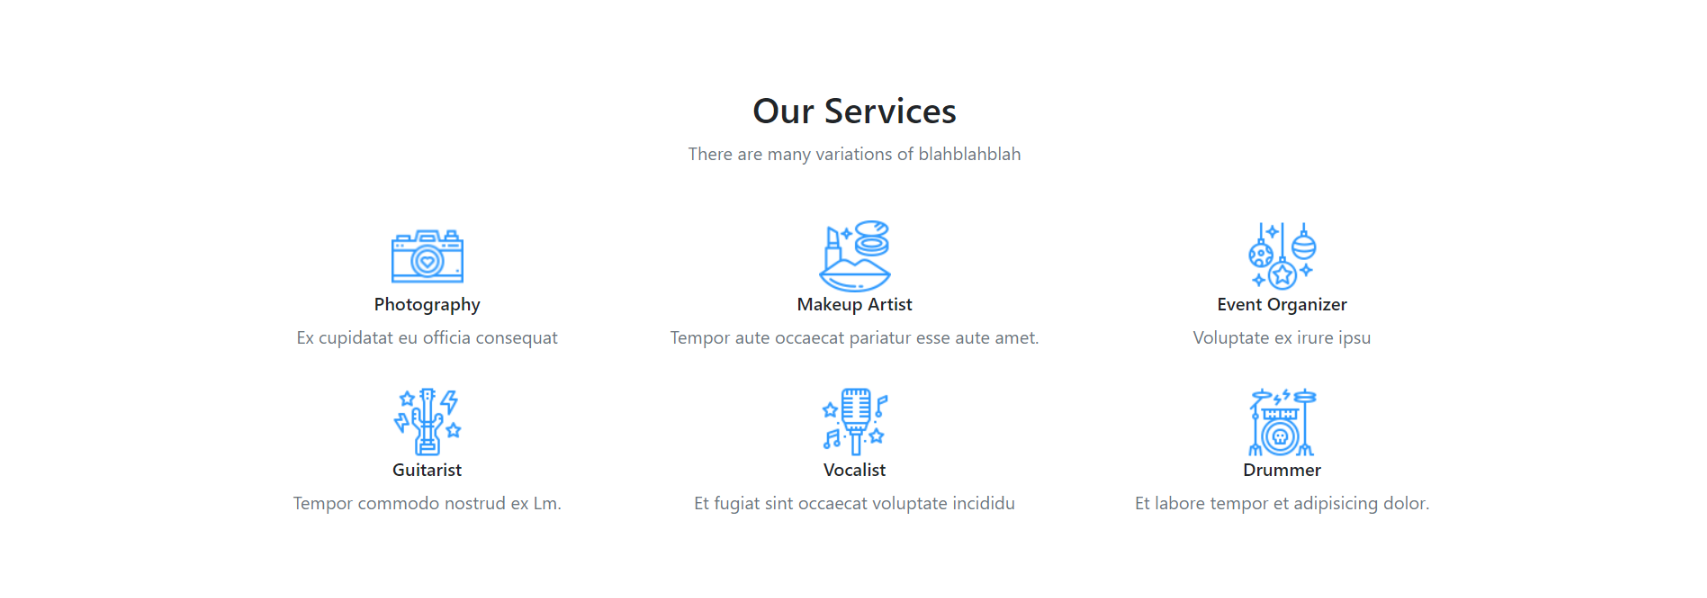 Our Services
There are many variations of blahblahblah
Photography
Ex cupidatat eu officia consequat
Makeup Artist
Tempor aute occaecat pariatur esse aute amet.
Event Organizer
Voluptate ex irure ipsu
Guitarist
Tempor commodo nostrud ex Lm.
Vocalist
Et fugiat sint occaecat voluptate incididu
Drummer
Et labore tempor et adipisicing dolor.